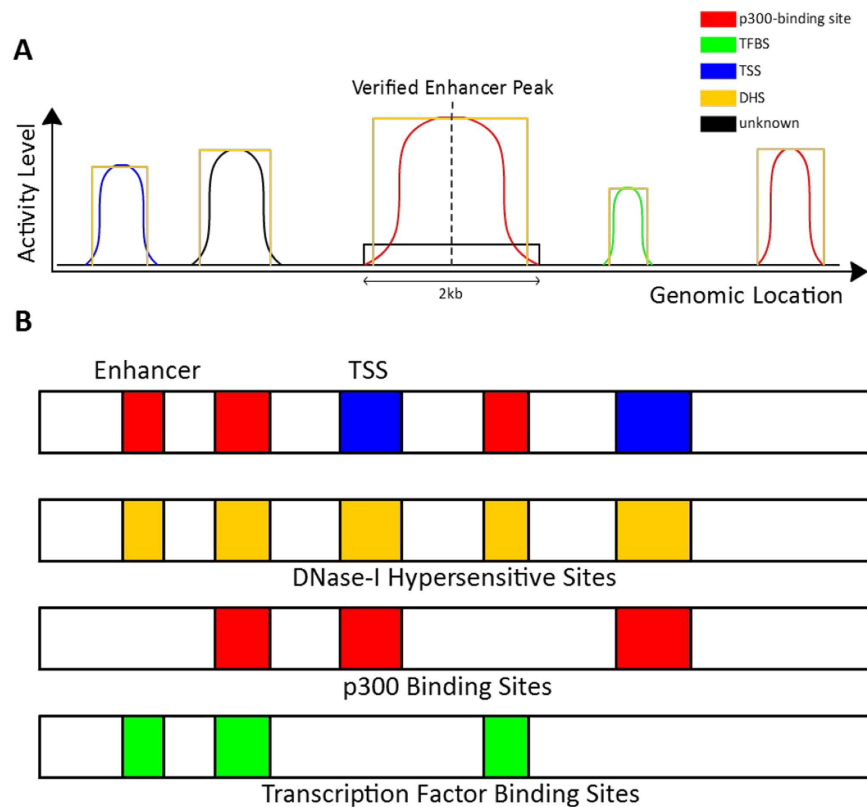 p300-binding site
A
TFBS
TSS
Verified Enhancer Peak
DHS
unknown
Activity Level
2kb
Genomic Location
B
Enhancer
TSS
DNase-I Hypersensitive Sites
p300 Binding Sites
Transcription Factor Binding Sites